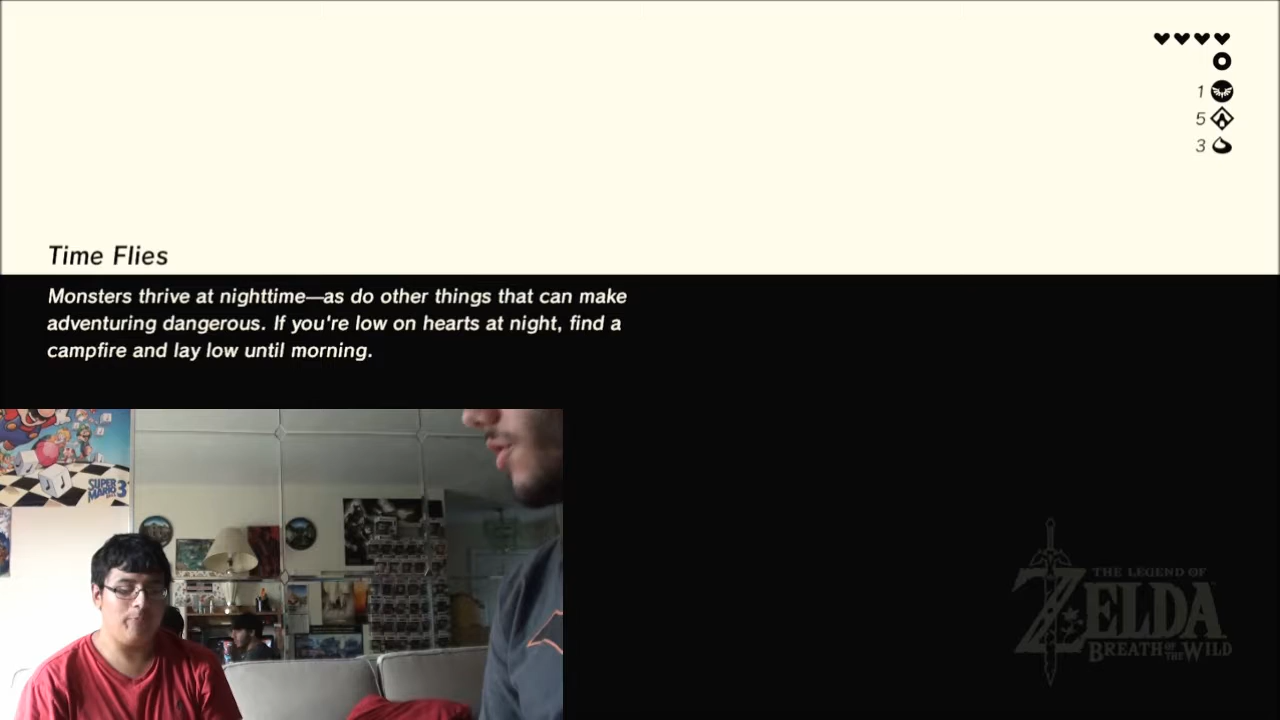 1
5
3
Time Flies
Monsters thrive at nighttime—as do other things that can make
adventuring dangerous. If you're low on hearts at night, find a
campfire and lay low until morning.
SUPER
MARIO 3
THE LEGEND OF
ZELDA
BREATH OF THE WILD